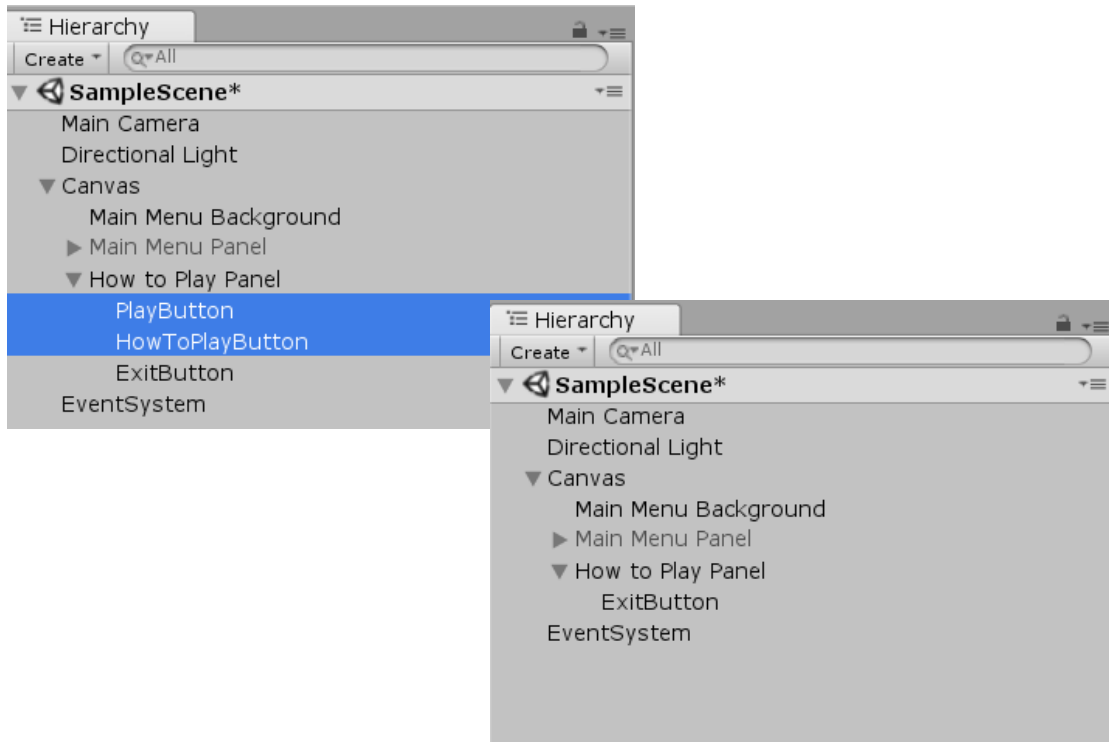 Hierarchy
Create All
SampleScene*
Main Camera
Directional Light
Canvas
Main Menu Background
Main Menu Panel
How to Play Panel
PlayButton
HowToPlayButton
ExitButton
EventSystem
Hierarchy
Create All
SampleScene*
Main Camera
Directional Light
Canvas
Main Menu Background
Main Menu Panel
How to Play Panel
ExitButton
EventSystem